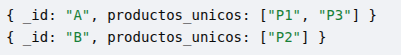 { _id: "A", productos_unicos: ["P1", "P3"] }
{ _id: "B", productos_unicos: ["P2"] }